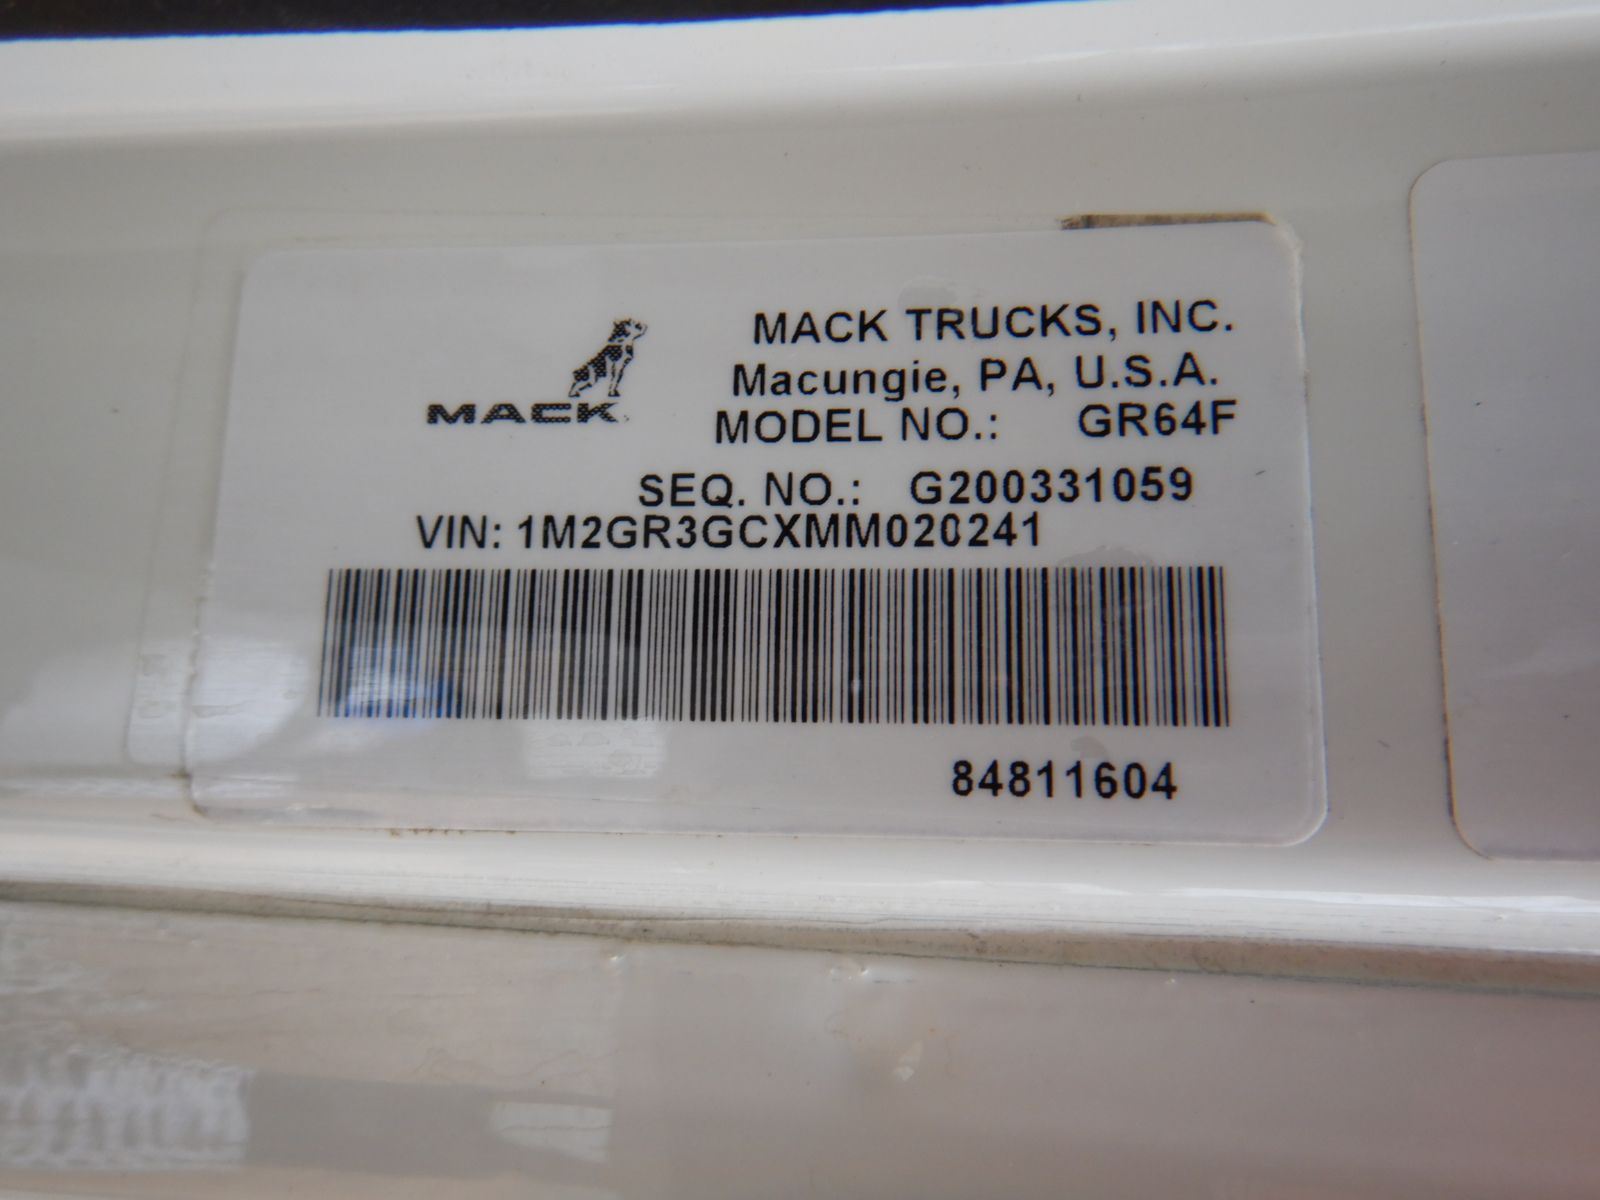 MACK
MACK TRUCKS, INC.
Macungie, PA, U.S.A.
MODEL NO.: GR64F
SEQ. NO.: G200331059
VIN: 1M2GR3GCXMM020241
84811604